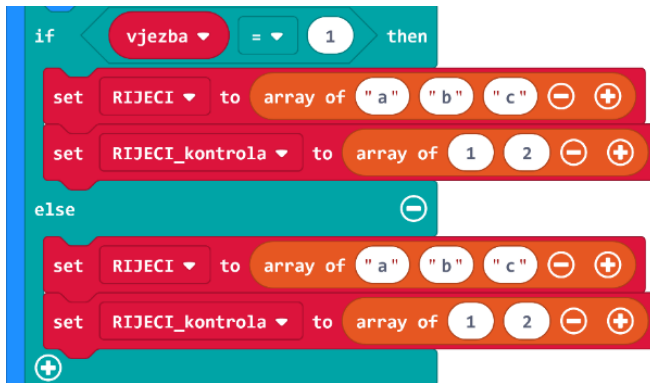 if vjezba = 1 then
set RIJECI to array of "a" "b" "c"
set RIJECI_kontrola to array of 1 2
else
set RIJECI to array of "a" "b" "c"
set RIJECI_kontrola to array of 1 2